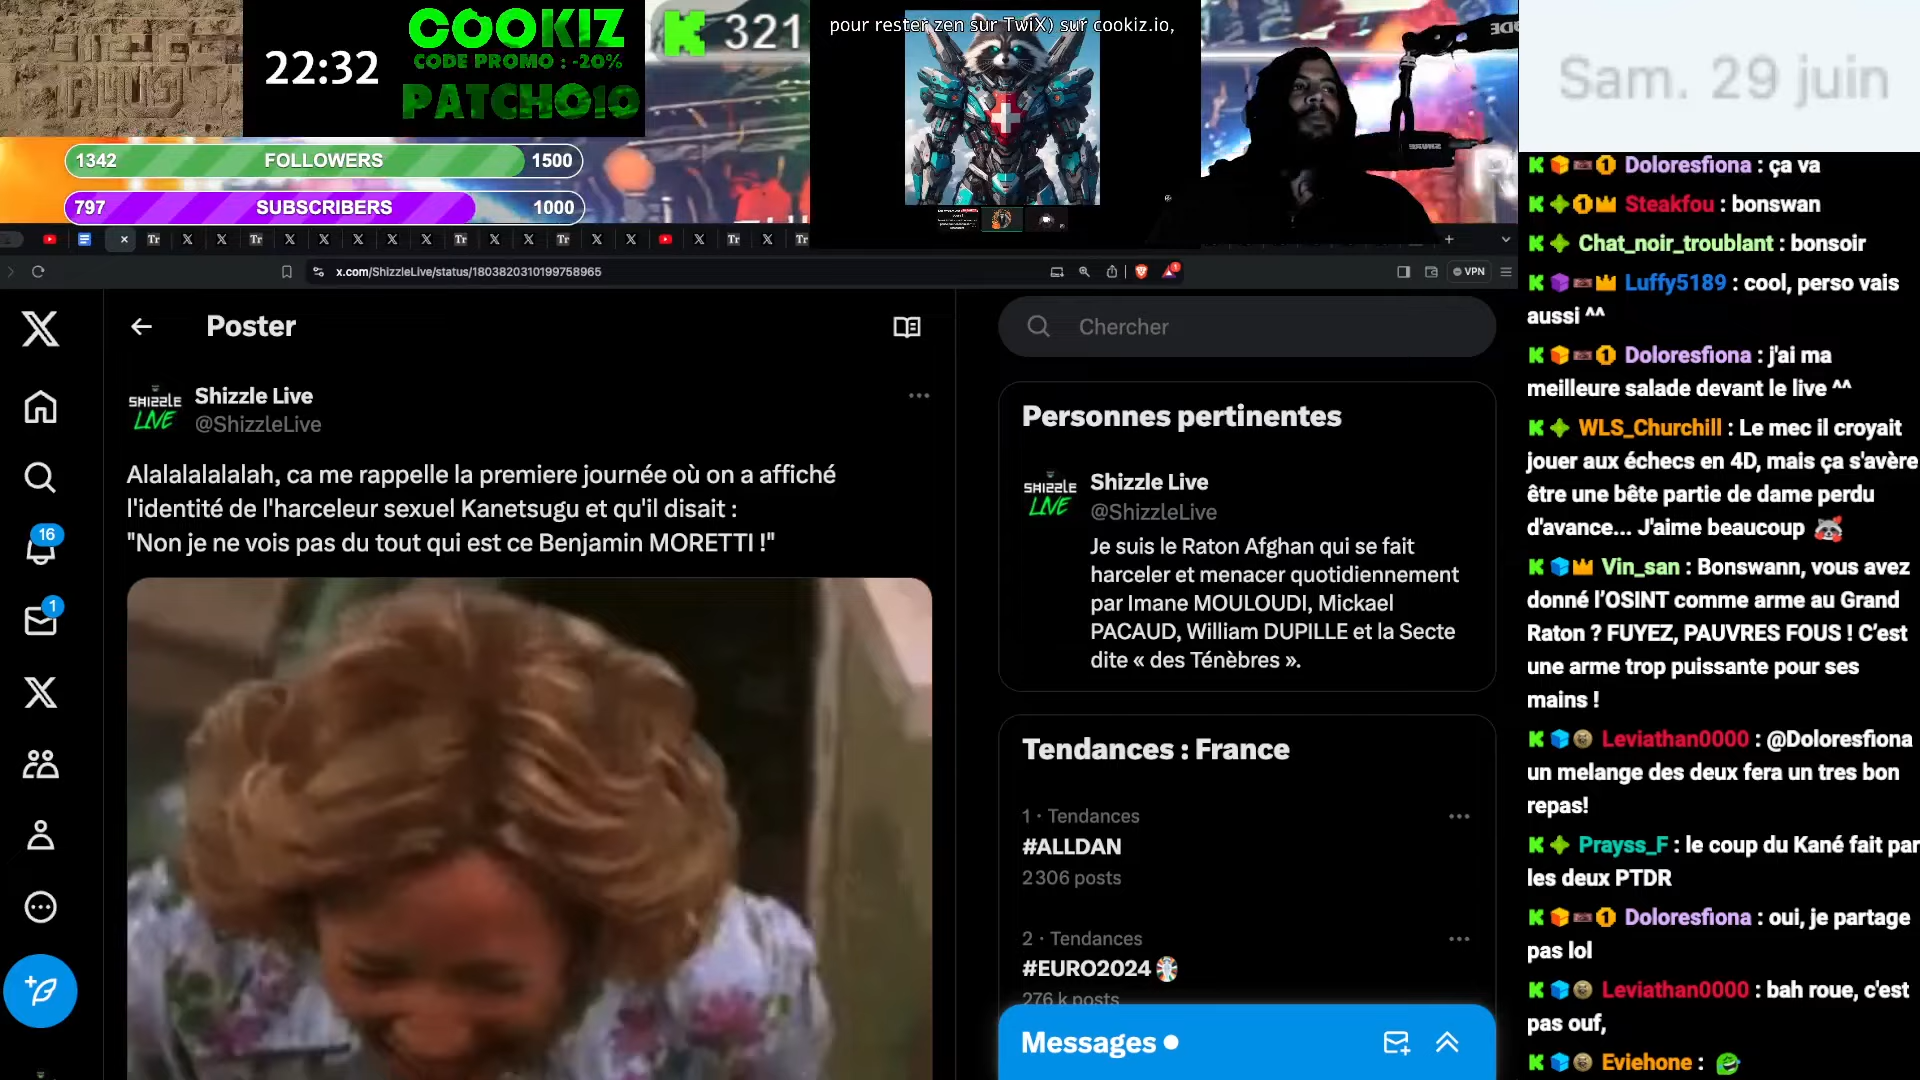 22:32
COOKIZ
CODE PROMO : -20%
PATCHO10
321
pour rester zen sur TwiX) sur cookiz.io,
Sam. 29 juin
1342 FOLLOWERS 1500
797 SUBSCRIBERS 1000
x.com/ShizzleLive/status/1803820310199758965
VPN
Poster
Shizzle Live
@ShizzleLive
Alalalalalalah, ca me rappelle la premiere journée où on a affiché
l'identité de l'harceleur sexuel Kanetsugu et qu'il disait :
"Non je ne vois pas du tout qui est ce Benjamin MORETTI !"
16
1
Chercher
Personnes pertinentes
SHIZZLE
LIVE
Shizzle Live
@ShizzleLive
Je suis le Raton Afghan qui se fait
harceler et menacer quotidiennement
par Imane MOULOUDI, Mickael
PACAUD, William DUPILLE et la Secte
dite « des Ténèbres ».
Tendances : France
1 · Tendances
#ALLDAN
2 306 posts
2 · Tendances
#EURO2024
276 k posts
Messages
Doloresfiona : ça va
Steakfou : bonswan
Chat_noir_troublant : bonsoir
Luffy5189 : cool, perso vais
aussi ^^
Doloresfiona : j'ai ma
meilleure salade devant le live ^^
WLS_Churchill : Le mec il croyait
jouer aux échecs en 4D, mais ça s'avère
être une bête partie de dame perdu
d'avance... J'aime beaucoup
Vin_san : Bonswann, vous avez
donné l’OSINT comme arme au Grand
Raton ? FUYEZ, PAUVRES FOUS ! C’est
une arme trop puissante pour ses
mains !
Leviathan0000 : @Doloresfiona
un melange des deux fera un tres bon
repas!
Prayss_F : le coup du Kané fait par
les deux PTDR
Doloresfiona : oui, je partage
pas lol
Leviathan0000 : bah roue, c'est
pas ouf,
Eviehone :